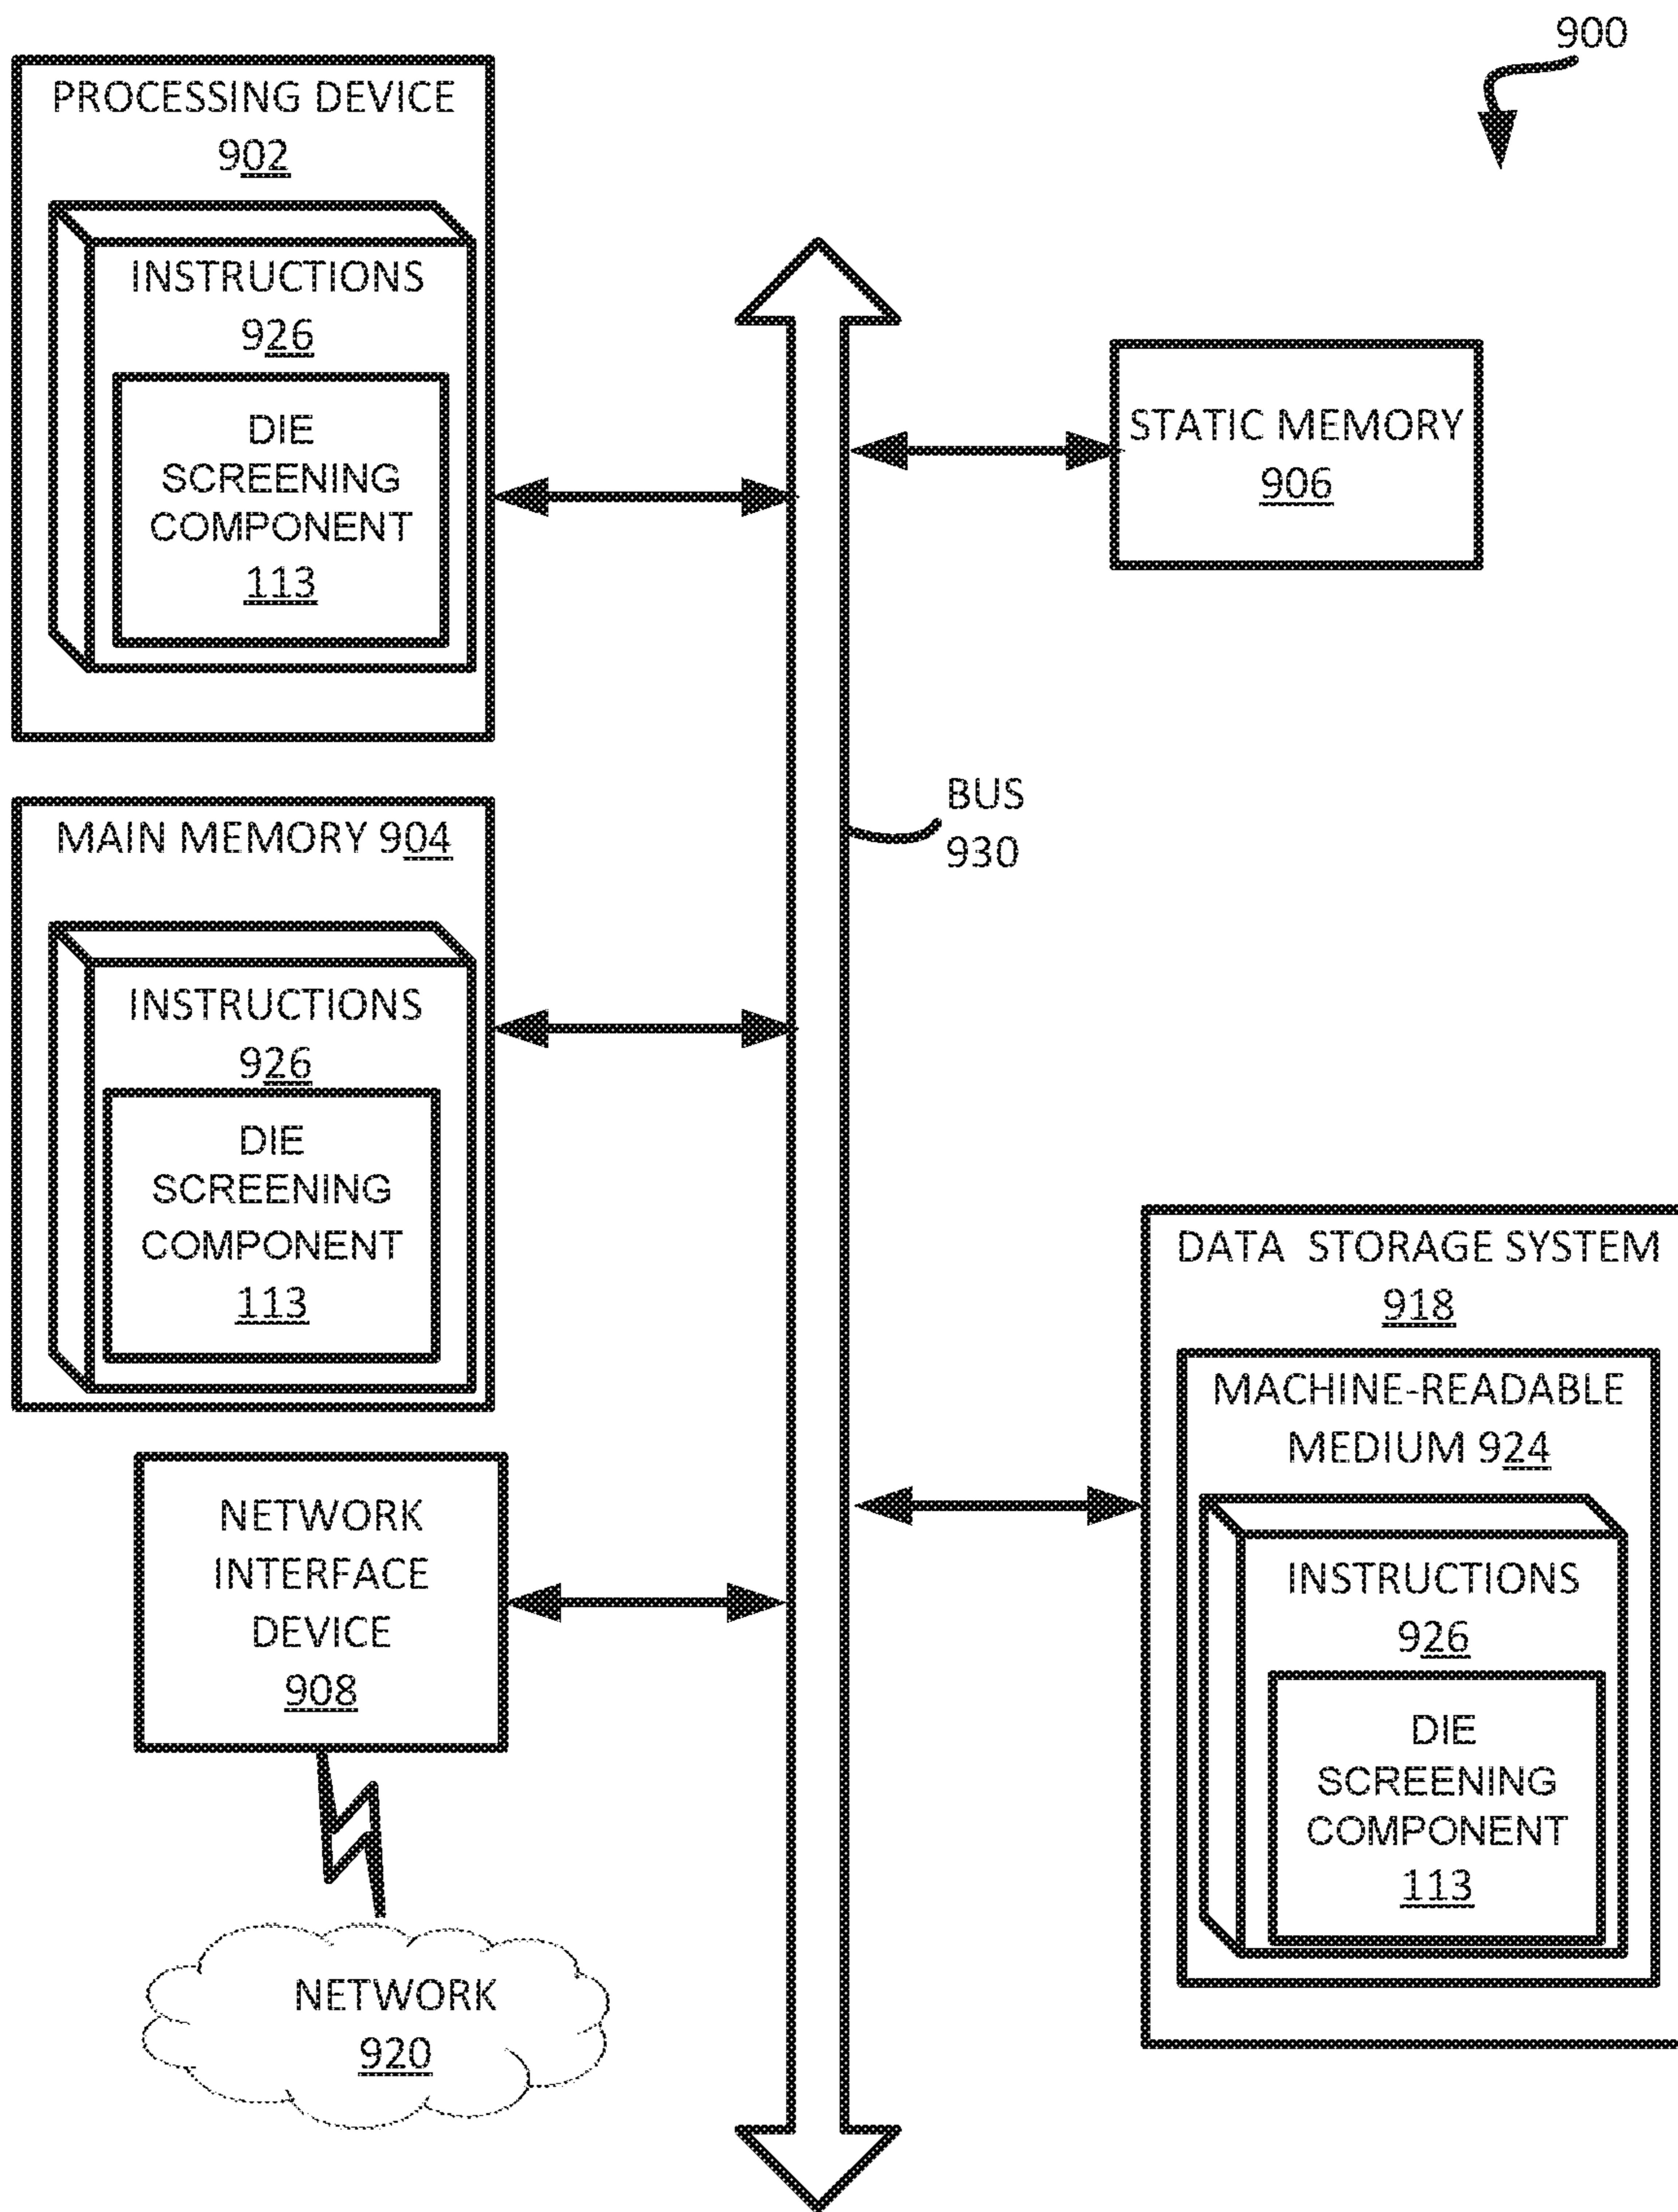 900
PROCESSING DEVICE
902
INSTRUCTIONS
926
DIE
SCREENING
COMPONENT
113
STATIC MEMORY
906
BUS
930
MAIN MEMORY 904
INSTRUCTIONS
926
DIE
SCREENING
COMPONENT
113
DATA STORAGE SYSTEM
918
MACHINE-READABLE
MEDIUM 924
INSTRUCTIONS
926
DIE
SCREENING
COMPONENT
113
NETWORK
INTERFACE
DEVICE
908
NETWORK
920